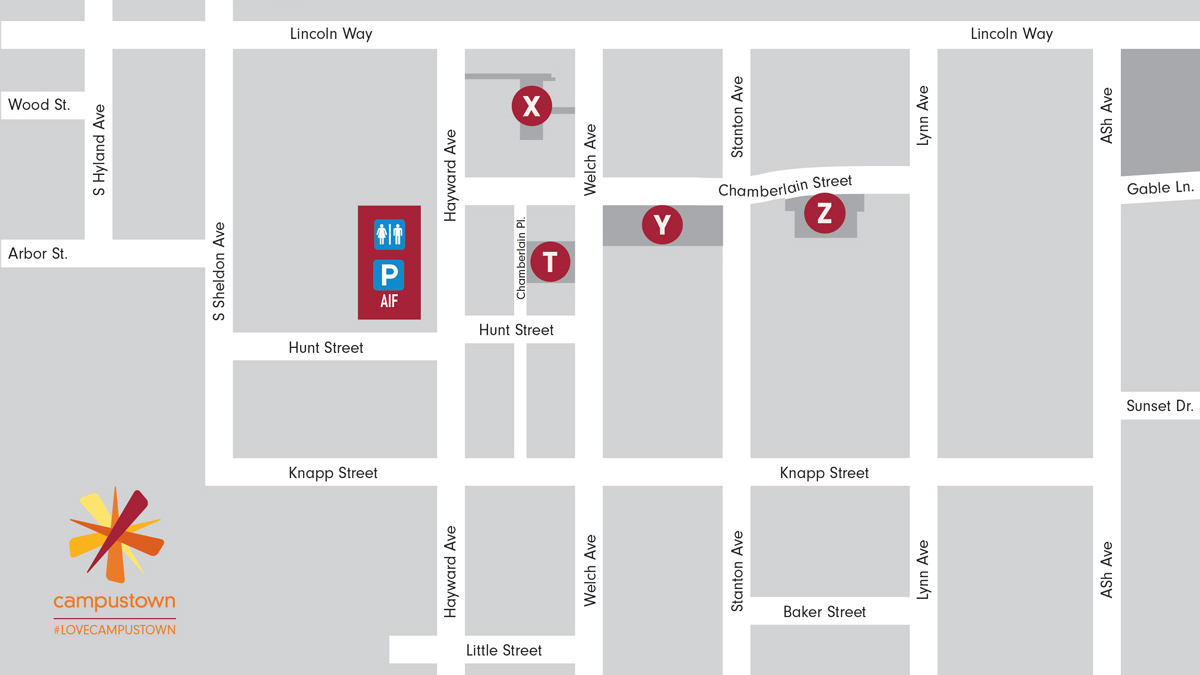 Lincoln Way
Lincoln Way
Wood St.
S Hyland Ave
Hayward Ave
X
Welch Ave
Stanton Ave
Lynn Ave
ASh Ave
Chamberlain Street
Gable Ln.
Arbor St.
S Sheldon Ave
P
AIF
Chamberlain Pl.
T
Y
Z
Hunt Street
Hunt Street
Sunset Dr.
Knapp Street
Knapp Street
Hayward Ave
Welch Ave
Stanton Ave
Lynn Ave
ASh Ave
campustown
#LOVECAMPUSTOWN
Baker Street
Little Street